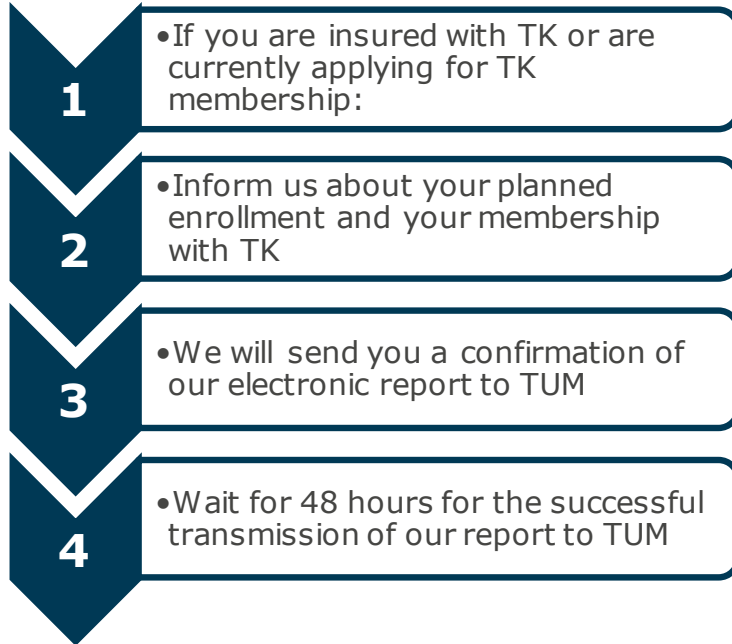 1
•If you are insured with TK or are
currently applying for TK
membership:
2
•Inform us about your planned
enrollment and your membership
with TK
3
•We will send you a confirmation of
our electronic report to TUM
4
•Wait for 48 hours for the successful
transmission of our report to TUM